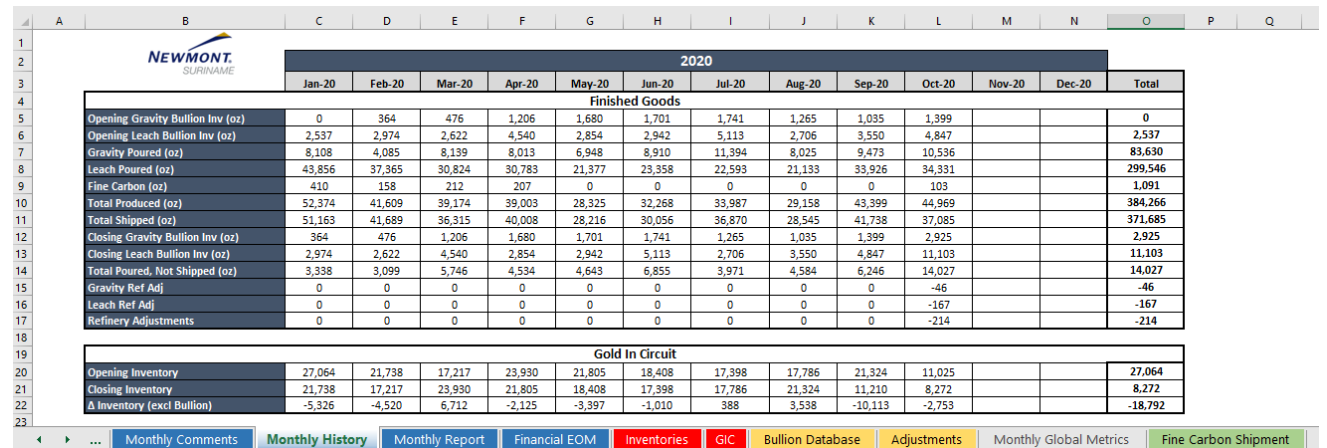 A B C D E F G H I J K L M N O P Q
1
NEWMONT.
SURINAME
2 2020
3 Jan-20 Feb-20 Mar-20 Apr-20 May-20 Jun-20 Jul-20 Aug-20 Sep-20 Oct-20 Nov-20 Dec-20 Total
4 Finished Goods
5 Opening Gravity Bullion Inv (oz) 0 364 476 1,206 1,680 1,701 1,741 1,265 1,035 1,399 0
6 Opening Leach Bullion Inv (oz) 2,537 2,974 2,622 4,540 2,854 2,942 5,113 2,706 3,550 4,847 2,537
7 Gravity Poured (oz) 8,108 4,085 8,139 8,013 6,948 8,910 11,394 8,025 9,473 10,536 83,630
8 Leach Poured (oz) 43,856 37,365 30,824 30,783 21,377 23,358 22,593 21,133 33,926 34,331 299,546
9 Fine Carbon (oz) 410 158 212 207 0 0 0 0 0 103 1,091
10 Total Produced (oz) 52,374 41,609 39,174 39,003 28,325 32,268 33,987 29,158 43,399 44,969 384,266
11 Total Shipped (oz) 51,163 41,689 36,315 40,008 28,216 30,056 36,870 28,545 41,738 37,085 371,685
12 Closing Gravity Bullion Inv (oz) 364 476 1,206 1,680 1,701 1,741 1,265 1,035 1,399 2,925 2,925
13 Closing Leach Bullion Inv (oz) 2,974 2,622 4,540 2,854 2,942 5,113 2,706 3,550 4,847 11,103 11,103
14 Total Poured, Not Shipped (oz) 3,338 3,099 5,746 4,534 4,643 6,855 3,971 4,584 6,246 14,027 14,027
15 Gravity Ref Adj 0 0 0 0 0 0 0 0 0 -46 -46
16 Leach Ref Adj 0 0 0 0 0 0 0 0 0 -167 -167
17 Refinery Adjustments 0 0 0 0 0 0 0 0 0 -214 -214
18
19 Gold In Circuit
20 Opening Inventory 27,064 21,738 17,217 23,930 21,805 18,408 17,398 17,786 21,324 11,025 27,064
21 Closing Inventory 21,738 17,217 23,930 21,805 18,408 17,398 17,786 21,324 11,210 8,272 8,272
22 Δ Inventory (excl Bullion) -5,326 -4,520 6,712 -2,125 -3,397 -1,010 388 3,538 -10,113 -2,753 -18,792
23
... Monthly Comments Monthly History Monthly Report Financial EOM Inventories GIC Bullion Database Adjustments Monthly Global Metrics Fine Carbon Shipment